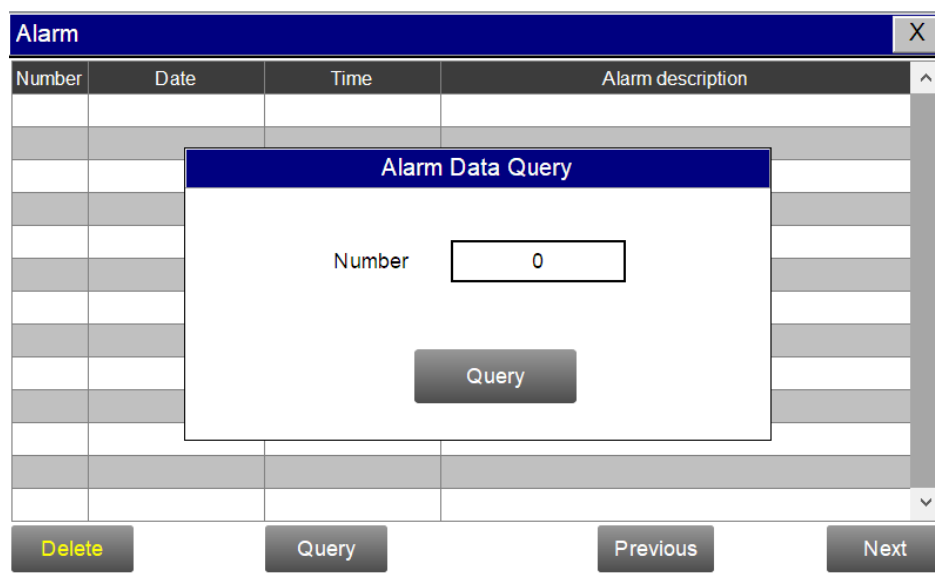 Alarm X
Number Date Time Alarm description
Alarm Data Query
Number 0
Query
Delete Query Previous Next